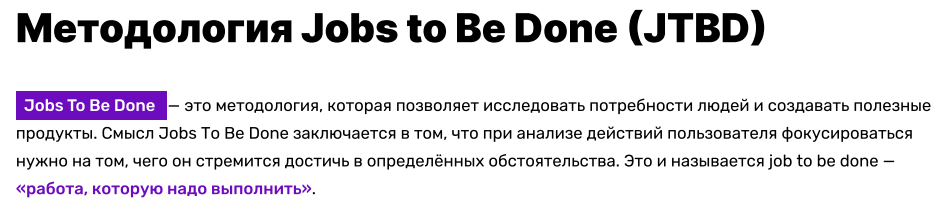 Методология Jobs to Be Done (JTBD)
Jobs To Be Done — это методология, которая позволяет исследовать потребности людей и создавать полезные
продукты. Смысл Jobs To Be Done заключается в том, что при анализе действий пользователя фокусироваться
нужно на том, чего он стремится достичь в определённых обстоятельства. Это и называется job to be done —
«работа, которую надо выполнить».